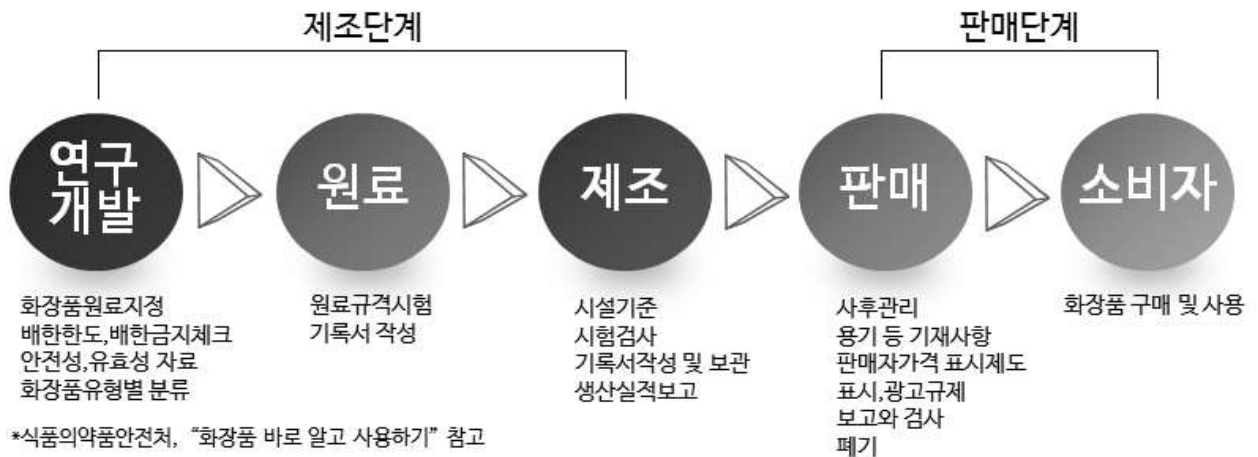 제조단계
판매단계
연구
개발
원료
제조
판매
소비자
화장품원료지정
배한한도,배한금지체크
안전성,유효성 자료
화장품유형별 분류
원료규격시험
기록서 작성
시설기준
시험검사
기록서작성 및 보관
생산실적보고
사후관리
용기 등 기재사항
판매자가격 표시제도
표시,광고규제
보고와 검사
폐기
화장품 구매 및 사용
*식품의약품안전처, “화장품 바로 알고 사용하기” 참고